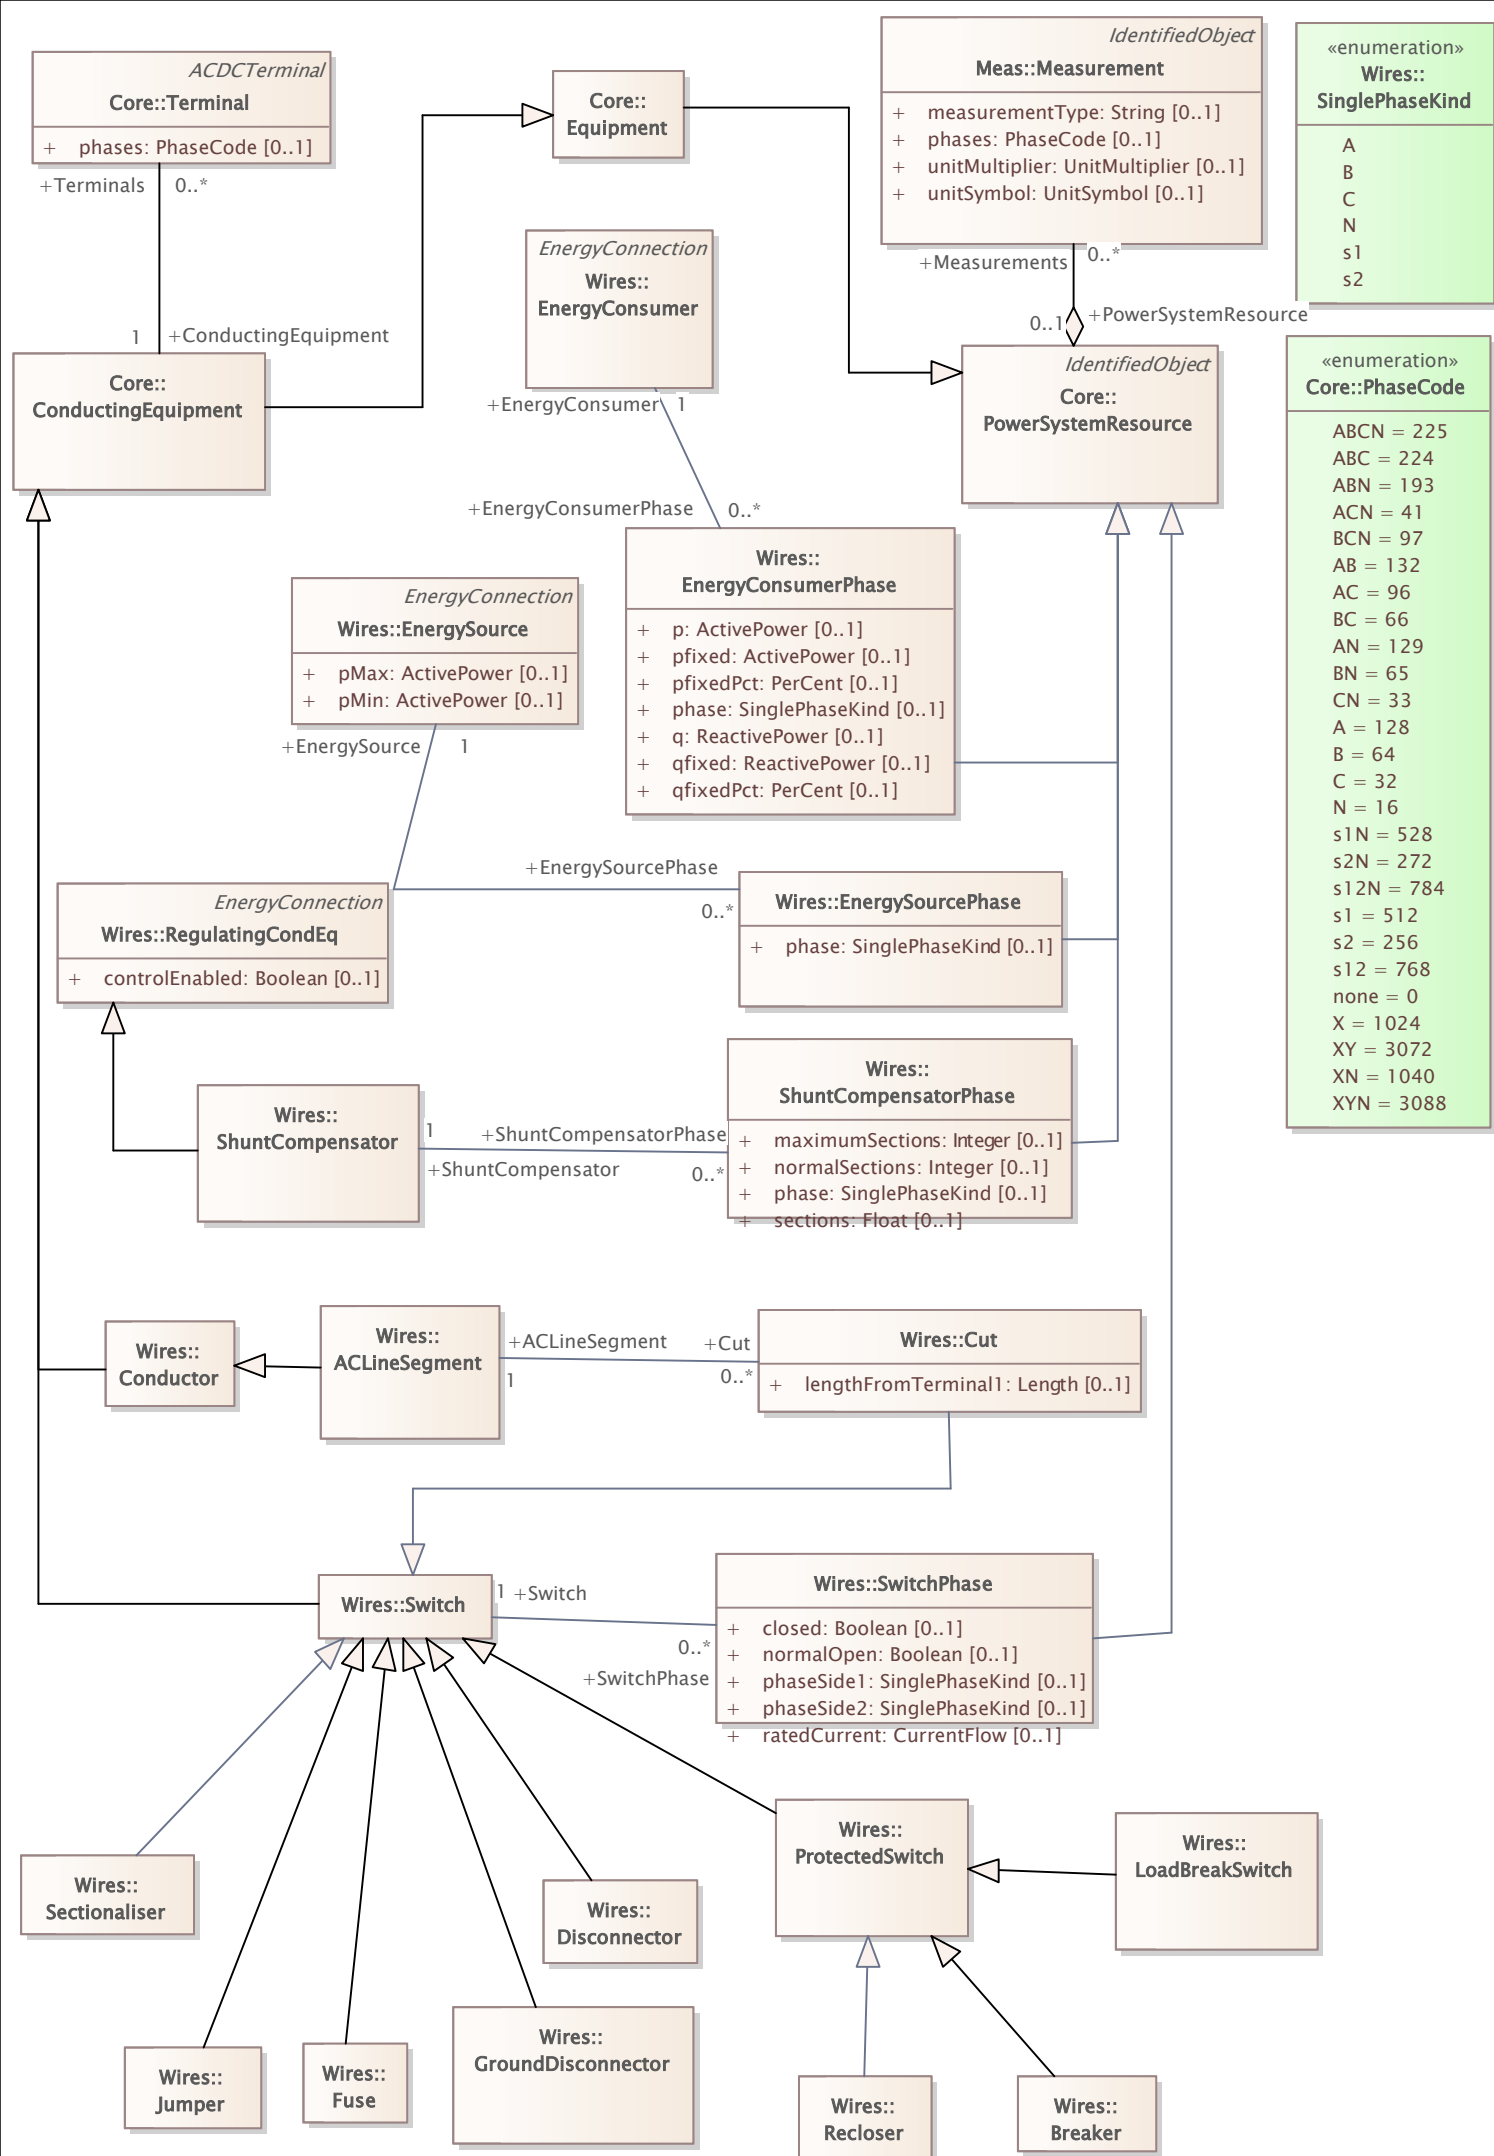 ACDCTerminal
Core::Terminal
+ phases: PhaseCode [0..1]
+Terminals 0..*
1 +ConductingEquipment
Core::
ConductingEquipment
Core::
Equipment
IdentifiedObject
Meas::Measurement
+ measurementType: String [0..1]
+ phases: PhaseCode [0..1]
+ unitMultiplier: UnitMultiplier [0..1]
+ unitSymbol: UnitSymbol [0..1]
+Measurements 0..*
0..1 +PowerSystemResource
IdentifiedObject
Core::
PowerSystemResource
«enumeration»
Wires::
SinglePhaseKind
A
B
C
N
s1
s2
«enumeration»
Core::PhaseCode
ABCN = 225
ABC = 224
ABN = 193
ACN = 41
BCN = 97
AB = 132
AC = 96
BC = 66
AN = 129
BN = 65
CN = 33
A = 128
B = 64
C = 32
N = 16
s1N = 528
s2N = 272
s12N = 784
s1 = 512
s2 = 256
s12 = 768
none = 0
X = 1024
XY = 3072
XN = 1040
XYN = 3088
EnergyConnection
Wires::
EnergyConsumer
+EnergyConsumer 1
+EnergyConsumerPhase 0..*
Wires::
EnergyConsumerPhase
+ p: ActivePower [0..1]
+ pfixed: ActivePower [0..1]
+ pfixedPct: PerCent [0..1]
+ phase: SinglePhaseKind [0..1]
+ q: ReactivePower [0..1]
+ qfixed: ReactivePower [0..1]
+ qfixedPct: PerCent [0..1]
EnergyConnection
Wires::EnergySource
+ pMax: ActivePower [0..1]
+ pMin: ActivePower [0..1]
+EnergySource 1
+EnergySourcePhase
0..*
Wires::EnergySourcePhase
+ phase: SinglePhaseKind [0..1]
EnergyConnection
Wires::RegulatingCondEq
+ controlEnabled: Boolean [0..1]
Wires::
ShuntCompensator
1 +ShuntCompensatorPhase
+ShuntCompensator 0..*
Wires::
ShuntCompensatorPhase
+ maximumSections: Integer [0..1]
+ normalSections: Integer [0..1]
+ phase: SinglePhaseKind [0..1]
+ sections: Float [0..1]
Wires::
Conductor
Wires::
ACLineSegment
+ACLineSegment +Cut
1 0..*
Wires::Cut
+ lengthFromTerminal1: Length [0..1]
Wires::Switch
1 +Switch
0..*
+SwitchPhase
Wires::SwitchPhase
+ closed: Boolean [0..1]
+ normalOpen: Boolean [0..1]
+ phaseSide1: SinglePhaseKind [0..1]
+ phaseSide2: SinglePhaseKind [0..1]
+ ratedCurrent: CurrentFlow [0..1]
Wires::
ProtectedSwitch
Wires::
LoadBreakSwitch
Wires::
Sectionaliser
Wires::
Disconnector
Wires::
GroundDisconnector
Wires::
Jumper
Wires::
Fuse
Wires::
Recloser
Wires::
Breaker